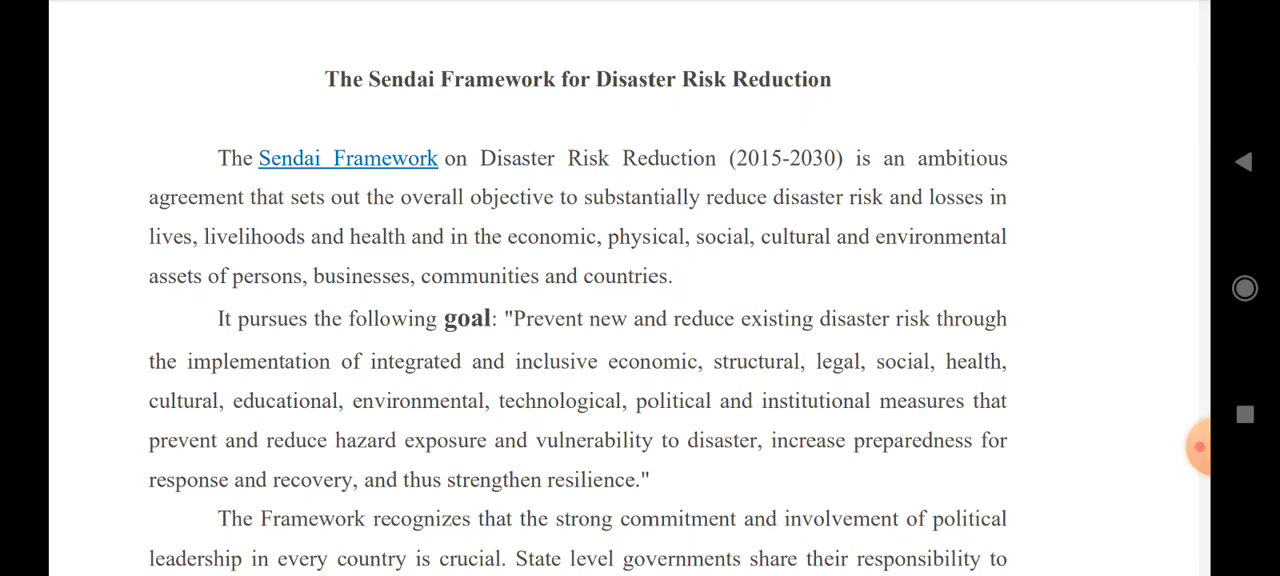 The Sendai Framework for Disaster Risk Reduction
The Sendai Framework on Disaster Risk Reduction (2015-2030) is an ambitious
agreement that sets out the overall objective to substantially reduce disaster risk and losses in
lives, livelihoods and health and in the economic, physical, social, cultural and environmental
assets of persons, businesses, communities and countries.
It pursues the following goal: "Prevent new and reduce existing disaster risk through
the implementation of integrated and inclusive economic, structural, legal, social, health,
cultural, educational, environmental, technological, political and institutional measures that
prevent and reduce hazard exposure and vulnerability to disaster, increase preparedness for
response and recovery, and thus strengthen resilience."
The Framework recognizes that the strong commitment and involvement of political
leadership in every country is crucial. State level governments share their responsibility to